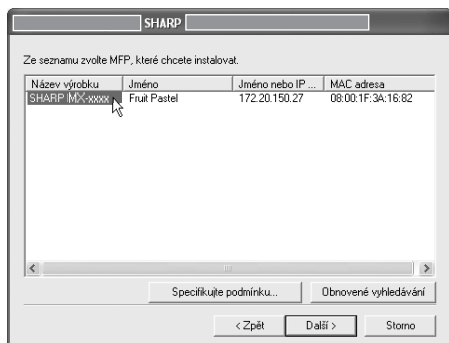 SHARP
Ze seznamu zvolte MFP, které chcete instalovat.
Název výrobku Jméno Jméno nebo IP ... MAC adresa
SHARP MX-xxxx Fruit Pastel 172.20.150.27 08:00:1F:3A:16:82
Specifikujte podmínku... Obnovené vyhledávání
< Zpět Další > Storno